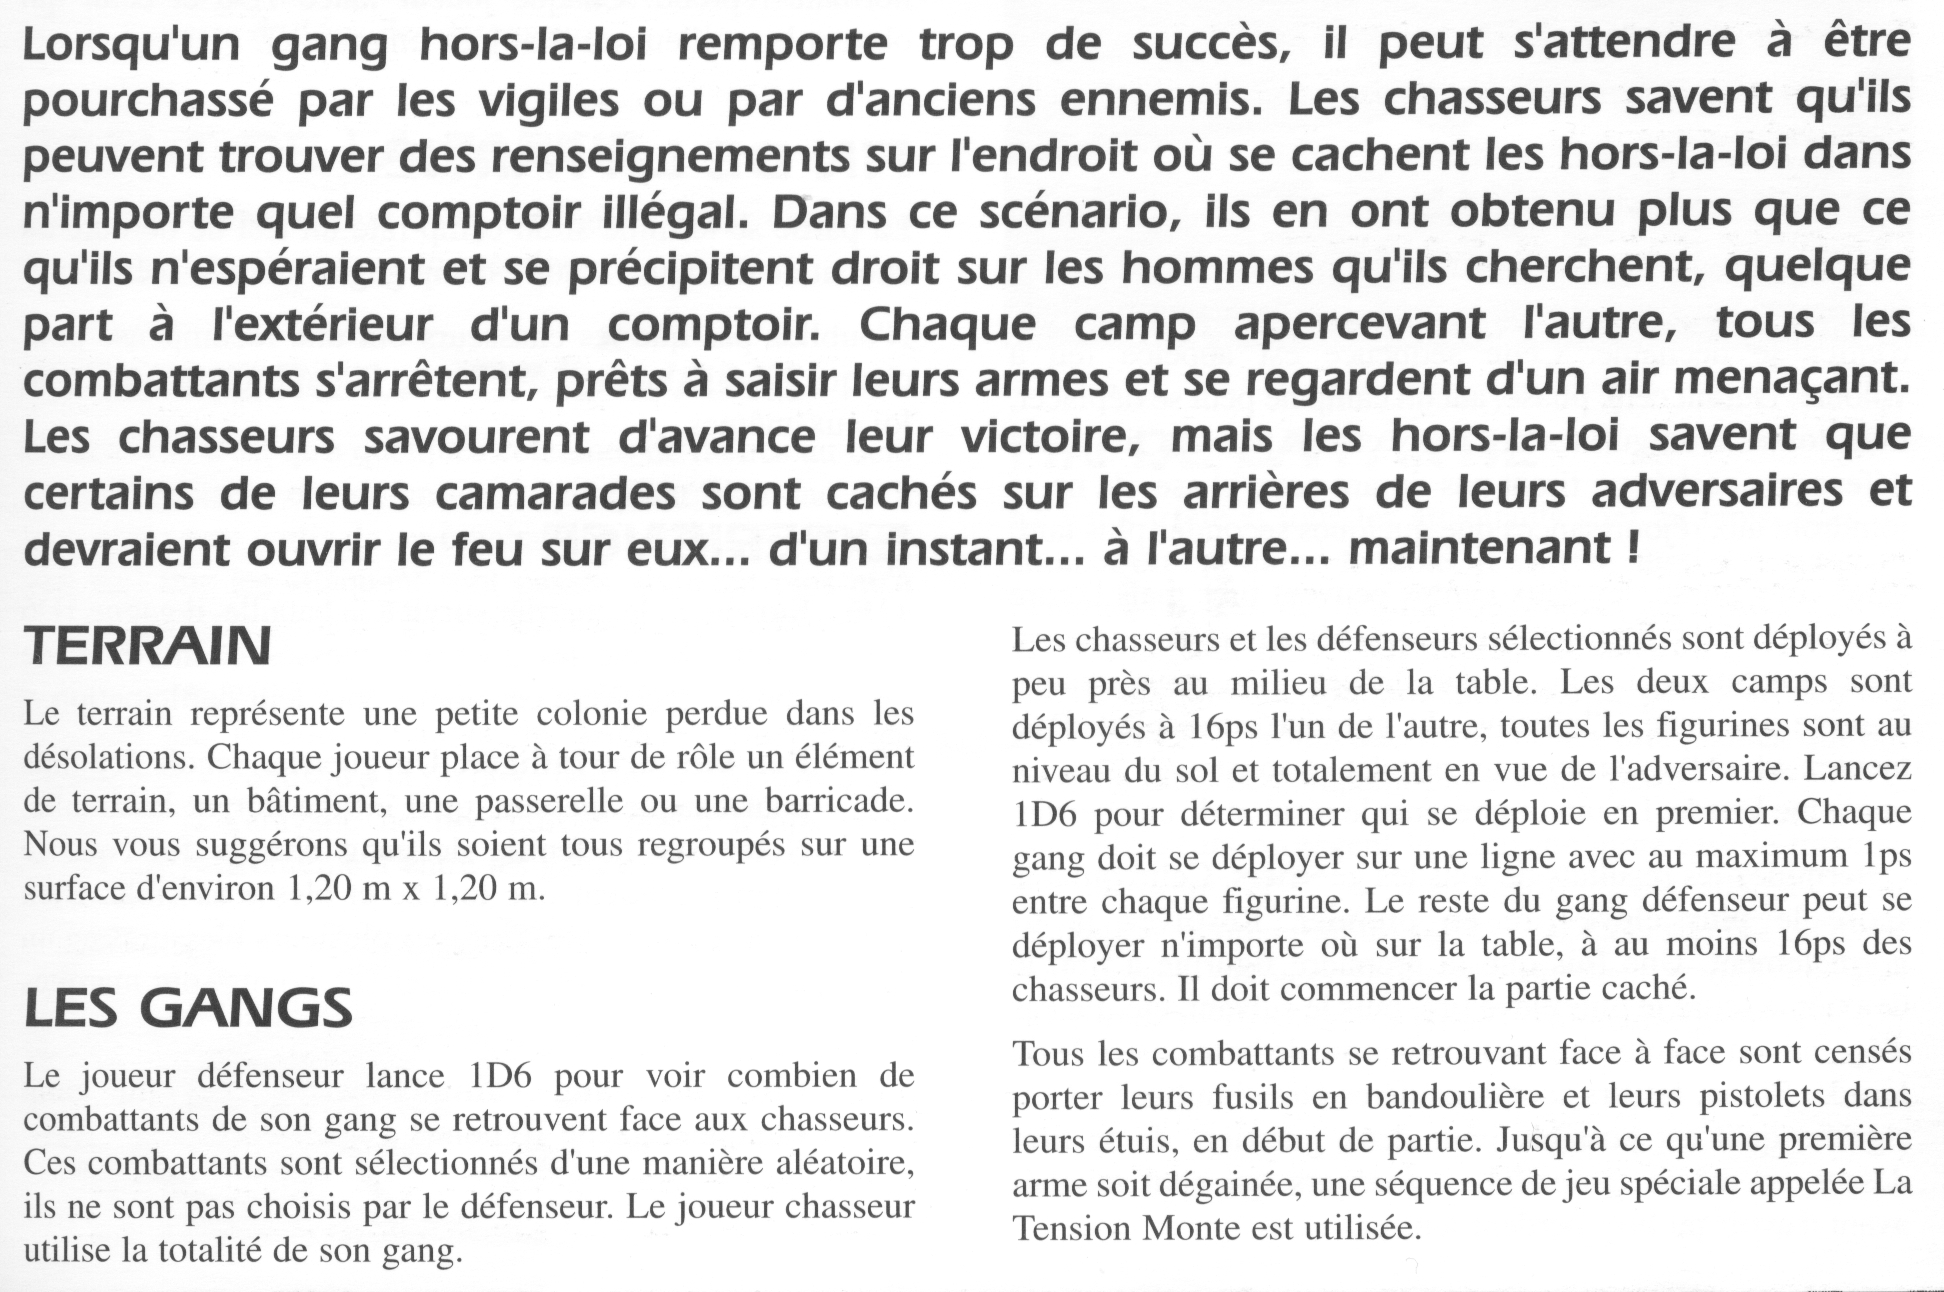 Lorsqu'un gang hors-la-loi remporte trop de succès, il peut s'attendre à être
pourchassé par les vigiles ou par d'anciens ennemis. Les chasseurs savent qu'ils
peuvent trouver des renseignements sur l'endroit où se cachent les hors-la-loi dans
n'importe quel comptoir illégal. Dans ce scénario, ils en ont obtenu plus que ce
qu'ils n'espéraient et se précipitent droit sur les hommes qu'ils cherchent, quelque
part à l'extérieur d'un comptoir. Chaque camp apercevant l'autre, tous les
combattants s'arrêtent, prêts à saisir leurs armes et se regardent d'un air menaçant.
Les chasseurs savourent d'avance leur victoire, mais les hors-la-loi savent que
certains de leurs camarades sont cachés sur les arrières de leurs adversaires et
devraient ouvrir le feu sur eux... d'un instant... à l'autre... maintenant !
TERRAIN
Le terrain représente une petite colonie perdue dans les
désolations. Chaque joueur place à tour de rôle un élément
de terrain, un bâtiment, une passerelle ou une barricade.
Nous vous suggérons qu'ils soient tous regroupés sur une
surface d'environ 1,20 m x 1,20 m.
LES GANGS
Le joueur défenseur lance 1D6 pour voir combien de
combattants de son gang se retrouvent face aux chasseurs.
Ces combattants sont sélectionnés d'une manière aléatoire,
ils ne sont pas choisis par le défenseur. Le joueur chasseur
utilise la totalité de son gang.
Les chasseurs et les défenseurs sélectionnés sont déployés à
peu près au milieu de la table. Les deux camps sont
déployés à 16ps l'un de l'autre, toutes les figurines sont au
niveau du sol et totalement en vue de l'adversaire. Lancez
1D6 pour déterminer qui se déploie en premier. Chaque
gang doit se déployer sur une ligne avec au maximum 1ps
entre chaque figurine. Le reste du gang défenseur peut se
déployer n'importe où sur la table, à au moins 16ps des
chasseurs. Il doit commencer la partie caché.
Tous les combattants se retrouvant face à face sont censés
porter leurs fusils en bandoulière et leurs pistolets dans
leurs étuis, en début de partie. Jusqu'à ce qu'une première
arme soit dégainée, une séquence de jeu spéciale appelée La
Tension Monte est utilisée.